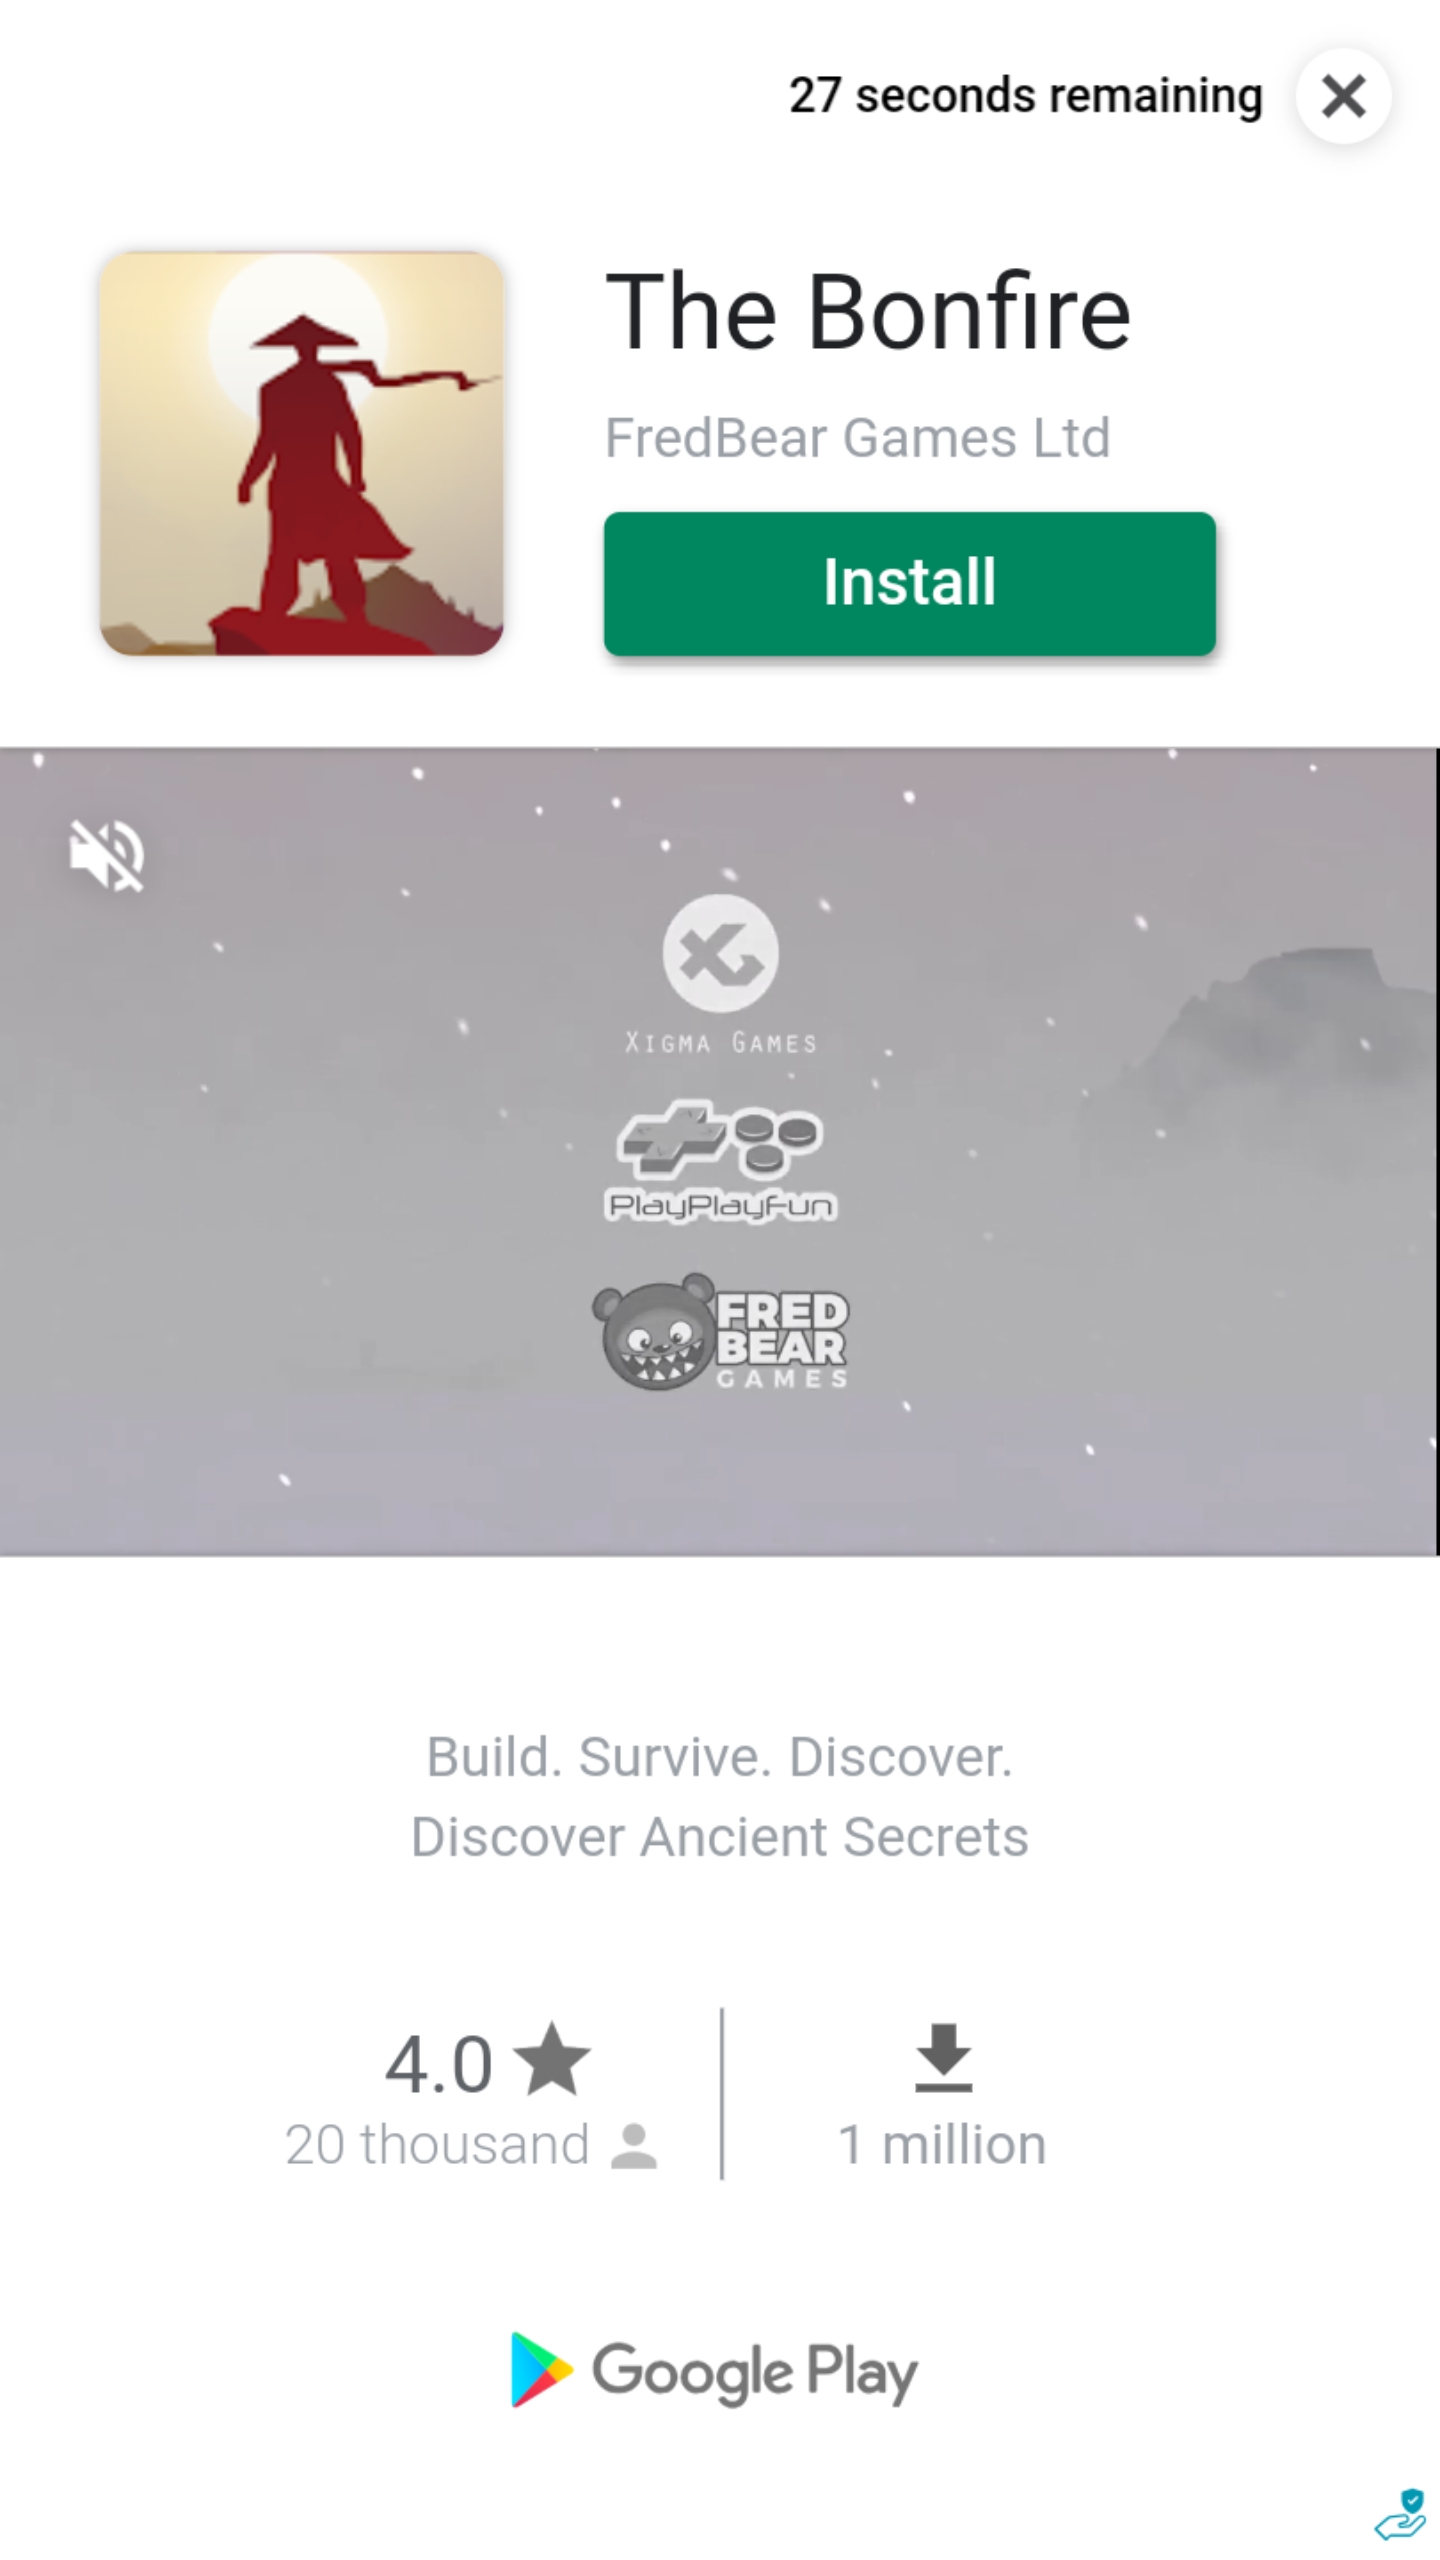 27 seconds remaining
The Bonfire
FredBear Games Ltd
Install
XIGMA GAMES
PlayPlayFun
FRED
BEAR
GAMES
Build. Survive. Discover.
Discover Ancient Secrets
4.0
20 thousand
1 million
Google Play